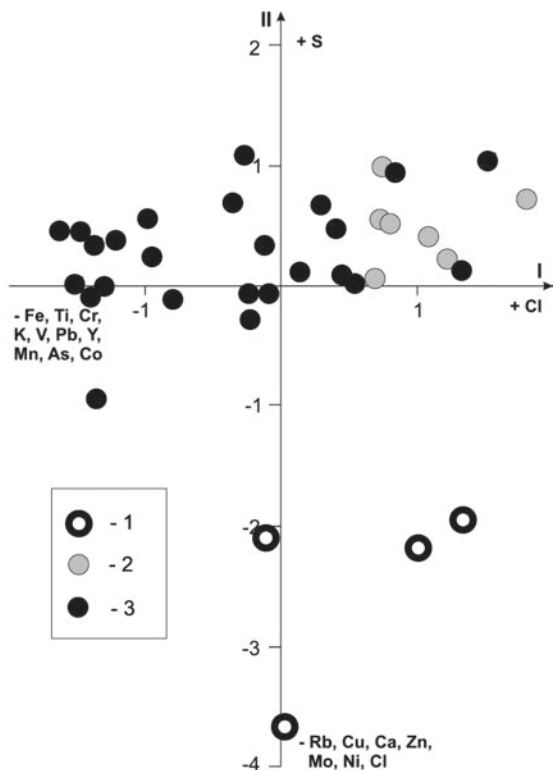 II
+ S
2
1
I
-1
1
+ Cl
- Fe, Ti, Cr,
K, V, Pb, Y,
Mn, As, Co
-1
- 1
- 2
- 3
-2
-3
- Rb, Cu, Ca, Zn,
Mo, Ni, Cl
-4